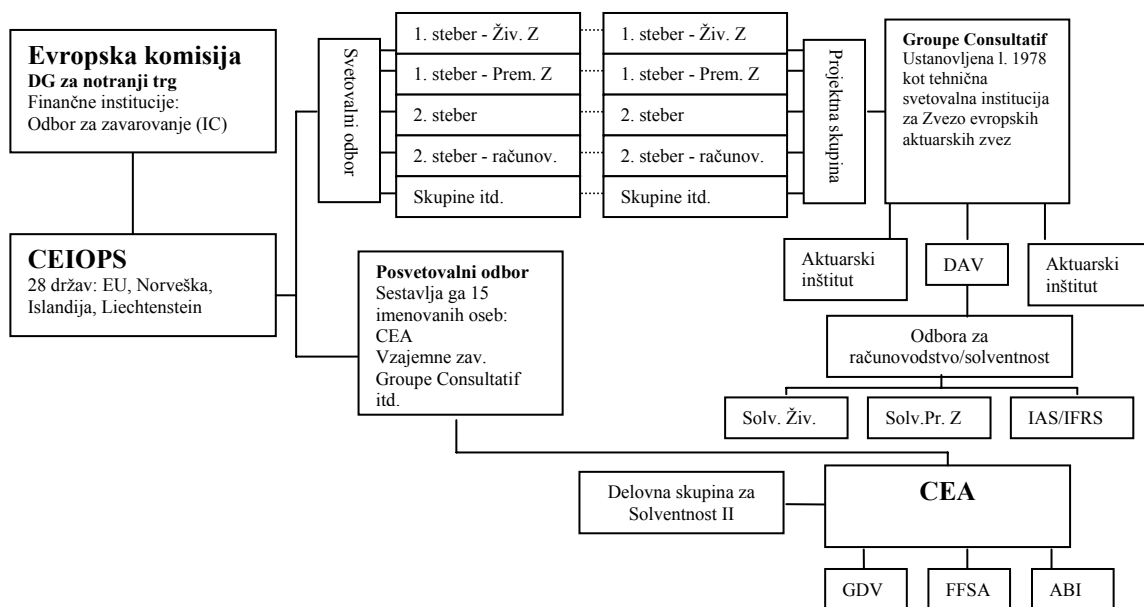 Evropska komisija
DG za notranji trg
Finančne institucije:
Odbor za zavarovanje (IC)
CEIOPS
28 držav: EU, Norveška,
Islandija, Liechtenstein
Svetovalni odbor
1. steber - Živ. Z
1. steber - Prem. Z
2. steber
2. steber - računov.
Skupine itd.
1. steber - Živ. Z
1. steber - Prem. Z
2. steber
2. steber - računov.
Skupine itd.
Projektna skupina
Groupe Consultatif
Ustanovljena l. 1978
kot tehnična
svetovalna institucija
za Zvezo evropskih
aktuarskih zvez
Posvetovalni odbor
Sestavlja ga 15
imenovanih oseb:
CEA
Vzajemne zav.
Groupe Consultatif
itd.
Aktuarski
inštitut
DAV
Aktuarski
inštitut
Odbora za
računovodstvo/solventnost
Solv. Živ.
Solv.Pr. Z
IAS/IFRS
Delovna skupina za
Solventnost II
CEA
GDV
FFSA
ABI